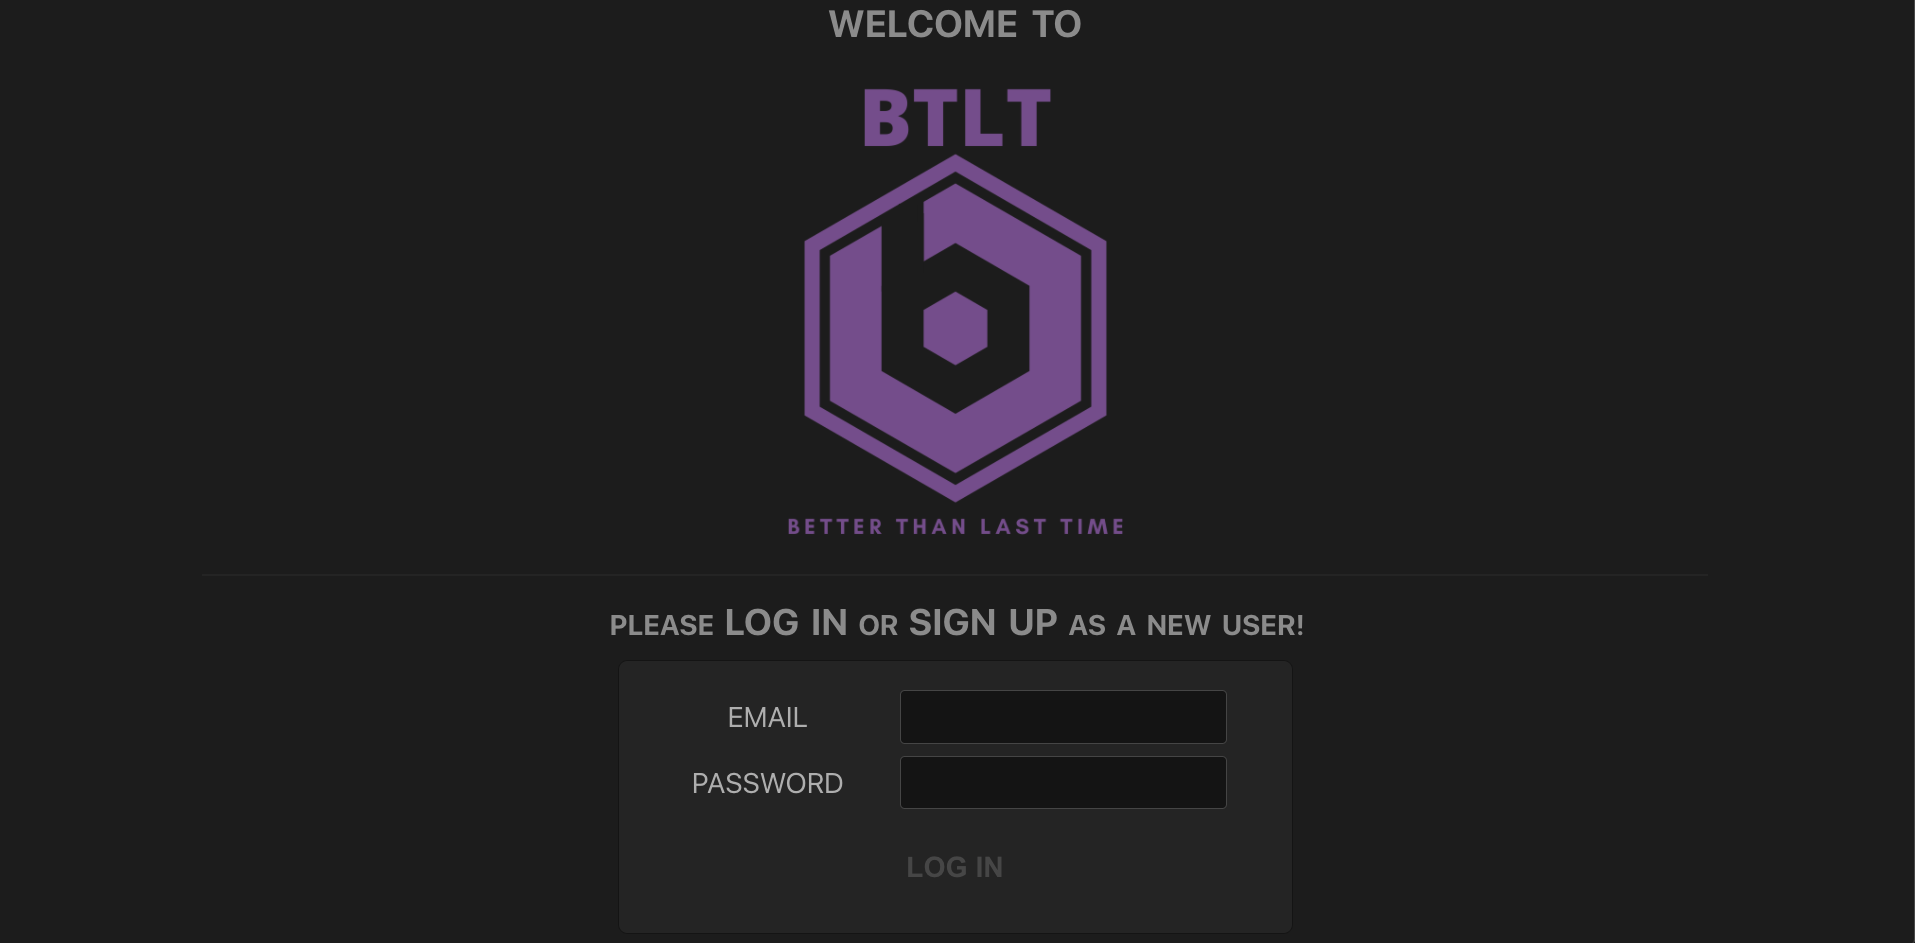 WELCOME TO
BTLT
BETTER THAN LAST TIME
PLEASE LOG IN OR SIGN UP AS A NEW USER!
EMAIL
PASSWORD
LOG IN